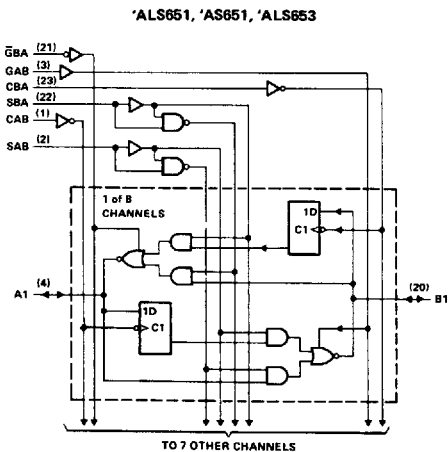 'ALS651, 'AS651, 'ALS653
G̅BA (21)
GAB (3)
CBA (23)
SBA (22)
CAB (1)
SAB (2)
1 of 8
CHANNELS
1D
C1
A1 (4)
(20) B1
1D
C1
TO 7 OTHER CHANNELS